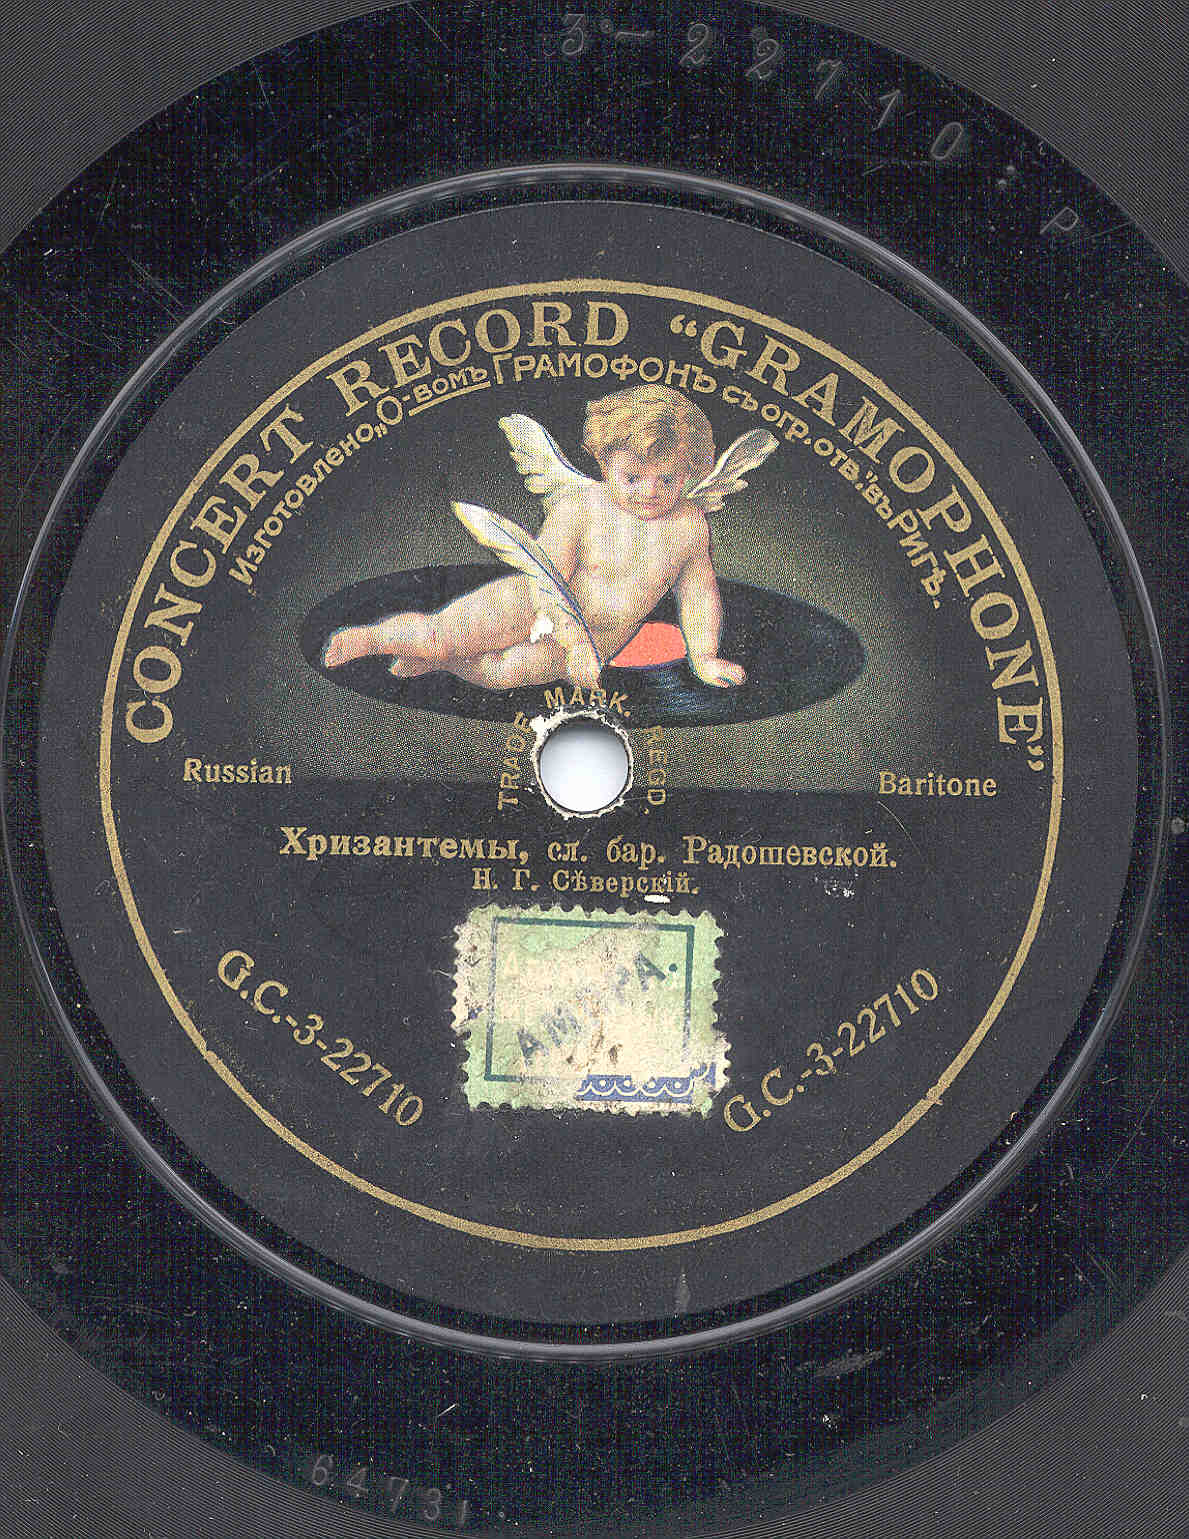 3-22710
P
CONCERT RECORD “GRAMOPHONE”
Изготовлено „О-вомъ Грамофонъ съ огр. отв.” въ Ригѣ.
TRADE MARK. REGD.
Russian
Baritone
Хризантемы, сл. бар. Радошевской.
Н. Г. Сѣверскій.
G.C.-3-22710
G.C.-3-22710
6473